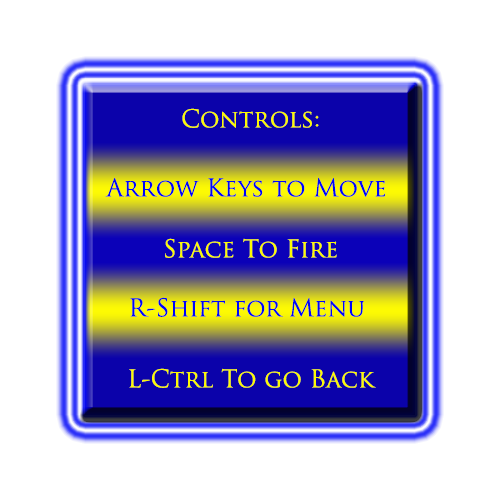 Controls:
Arrow Keys to Move
Space To Fire
R-Shift for Menu
L-Ctrl To go Back